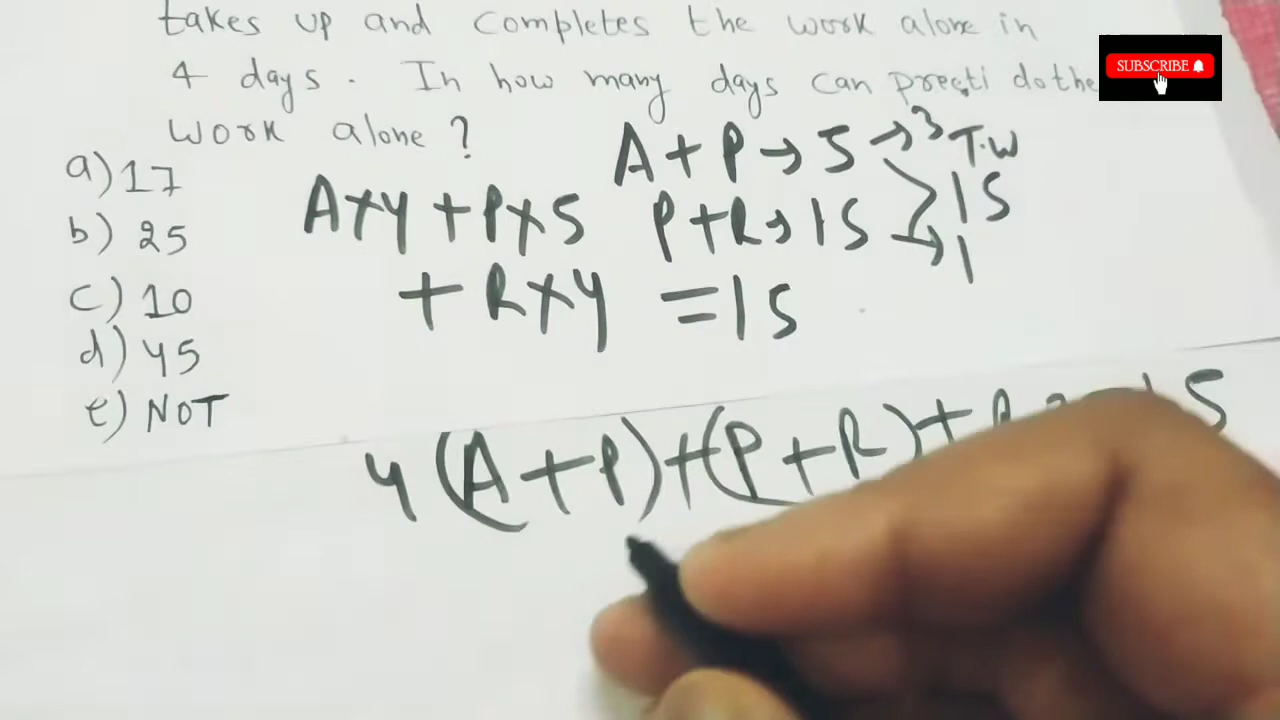 takes up and completes the work alone in
4 days. In how many days can preeti do the
work alone?
SUBSCRIBE
a) 17
b) 25
c) 10
d) 45
e) NOT
A + P → 5 → 3
T.W
P + R → 15 → 1
15
A×4 + P×5
+ R×4 = 15
4 (A+P) + (P+R) + 15